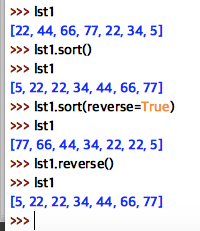 >>> lst1
[22, 44, 66, 77, 22, 34, 5]
>>> lst1.sort()
>>> lst1
[5, 22, 22, 34, 44, 66, 77]
>>> lst1.sort(reverse=True)
>>> lst1
[77, 66, 44, 34, 22, 22, 5]
>>> lst1.reverse()
>>> lst1
[5, 22, 22, 34, 44, 66, 77]
>>>